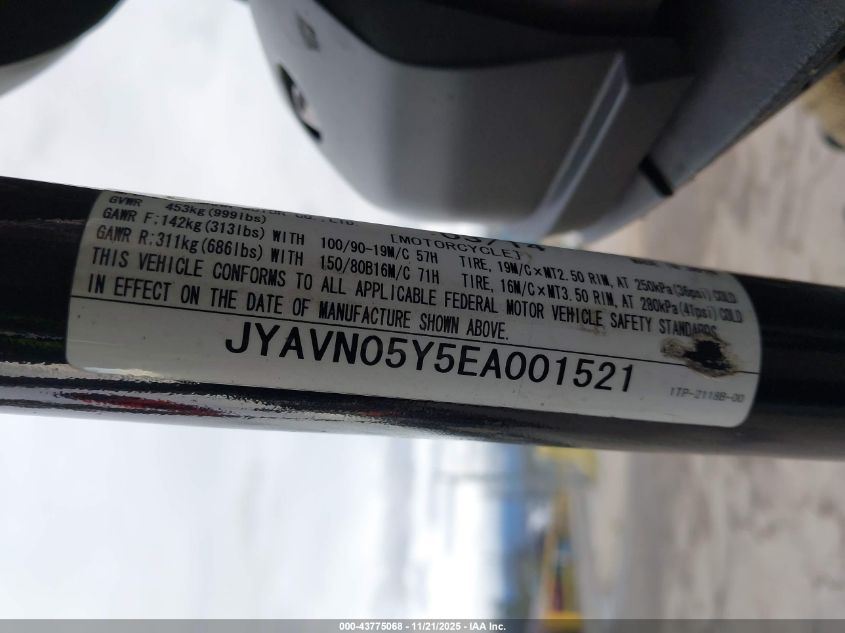 GVWR 453kg(999lbs)
03/14
GAWR F:142kg(313lbs) WITH 100/90-19M/C 57H TIRE, 19M/C×MT2.50 RIM, AT 250kPa(36psi) COLD
[MOTORCYCLE]
GAWR R:311kg(686lbs) WITH 150/80B16M/C 71H TIRE, 16M/C×MT3.50 RIM, AT 280kPa(41psi) COLD
THIS VEHICLE CONFORMS TO ALL APPLICABLE FEDERAL MOTOR VEHICLE SAFETY STANDARDS
IN EFFECT ON THE DATE OF MANUFACTURE SHOWN ABOVE.
JYAVN05Y5EA001521
1TP-2118B-00
000-43775068 - 11/21/2025 - IAA Inc.